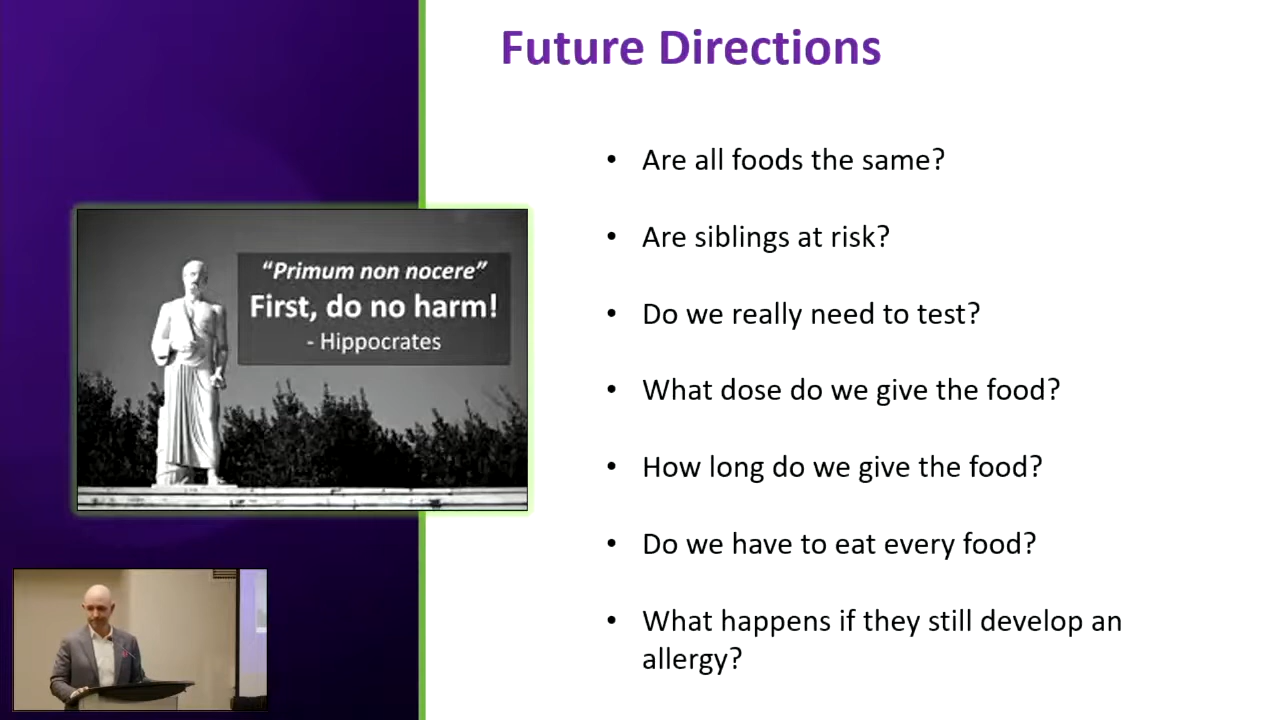 Future Directions
“Primum non nocere”
First, do no harm!
- Hippocrates
• Are all foods the same?
• Are siblings at risk?
• Do we really need to test?
• What dose do we give the food?
• How long do we give the food?
• Do we have to eat every food?
• What happens if they still develop an
allergy?